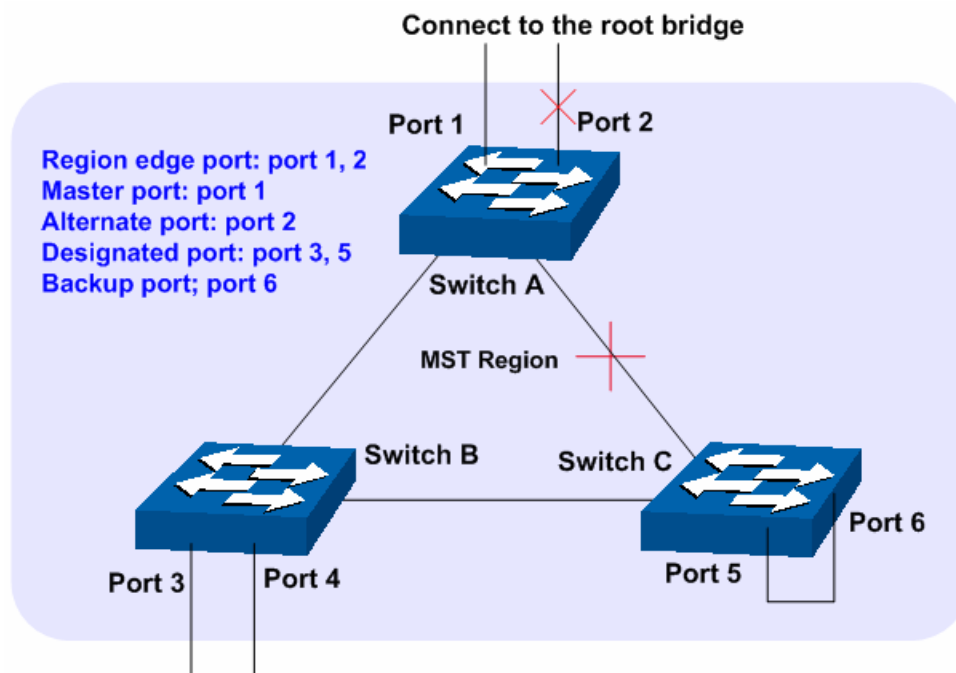 Connect to the root bridge
Port 1
Port 2
Region edge port: port 1, 2
Master port: port 1
Alternate port: port 2
Designated port: port 3, 5
Backup port; port 6
Switch A
MST Region
Switch B
Switch C
Port 6
Port 3
Port 4
Port 5